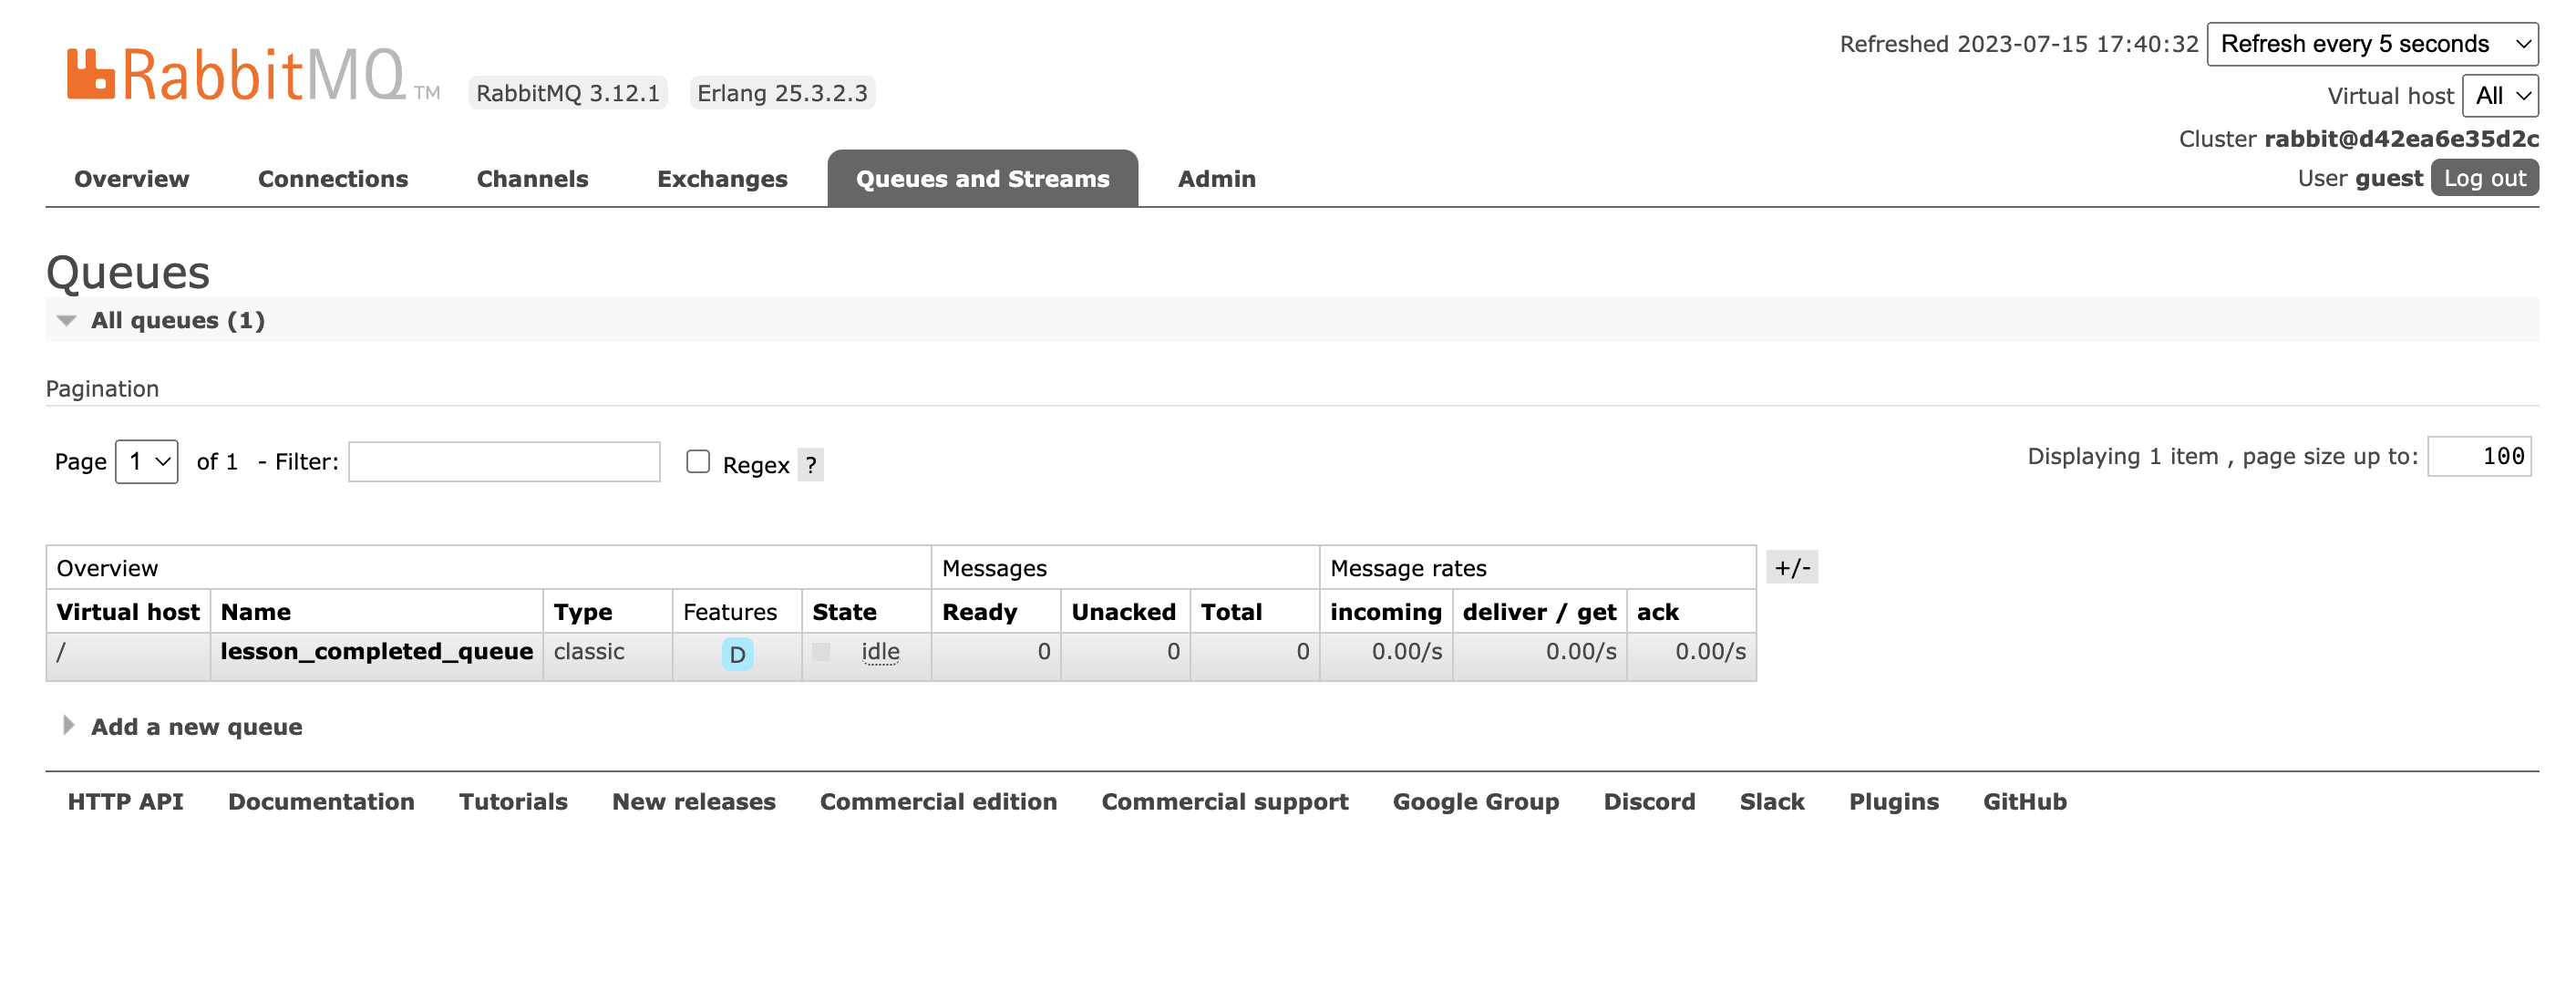 RabbitMQ TM RabbitMQ 3.12.1 Erlang 25.3.2.3
Refreshed 2023-07-15 17:40:32 Refresh every 5 seconds
Virtual host All
Cluster rabbit@d42ea6e35d2c
User guest Log out
Overview Connections Channels Exchanges Queues and Streams Admin
Queues
All queues (1)
Pagination
Page 1 of 1 - Filter: Regex ? Displaying 1 item , page size up to: 100
Overview Messages Message rates +/-
Virtual host Name Type Features State Ready Unacked Total incoming deliver / get ack
/ lesson_completed_queue classic D idle 0 0 0 0.00/s 0.00/s 0.00/s
Add a new queue
HTTP API Documentation Tutorials New releases Commercial edition Commercial support Google Group Discord Slack Plugins GitHub